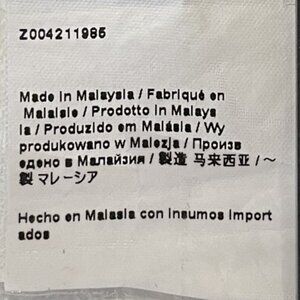 Z004211985
Made in Malaysia / Fabriqué en
Malaisie / Prodotto in Malays
ia / Produzido em Malásia / Wy
produkowano w Malezja / Произв
едено в Малайзия / 製造 马来西亚 / ～
製 マレーシア
Hecho en Malasia con insumos import
ados